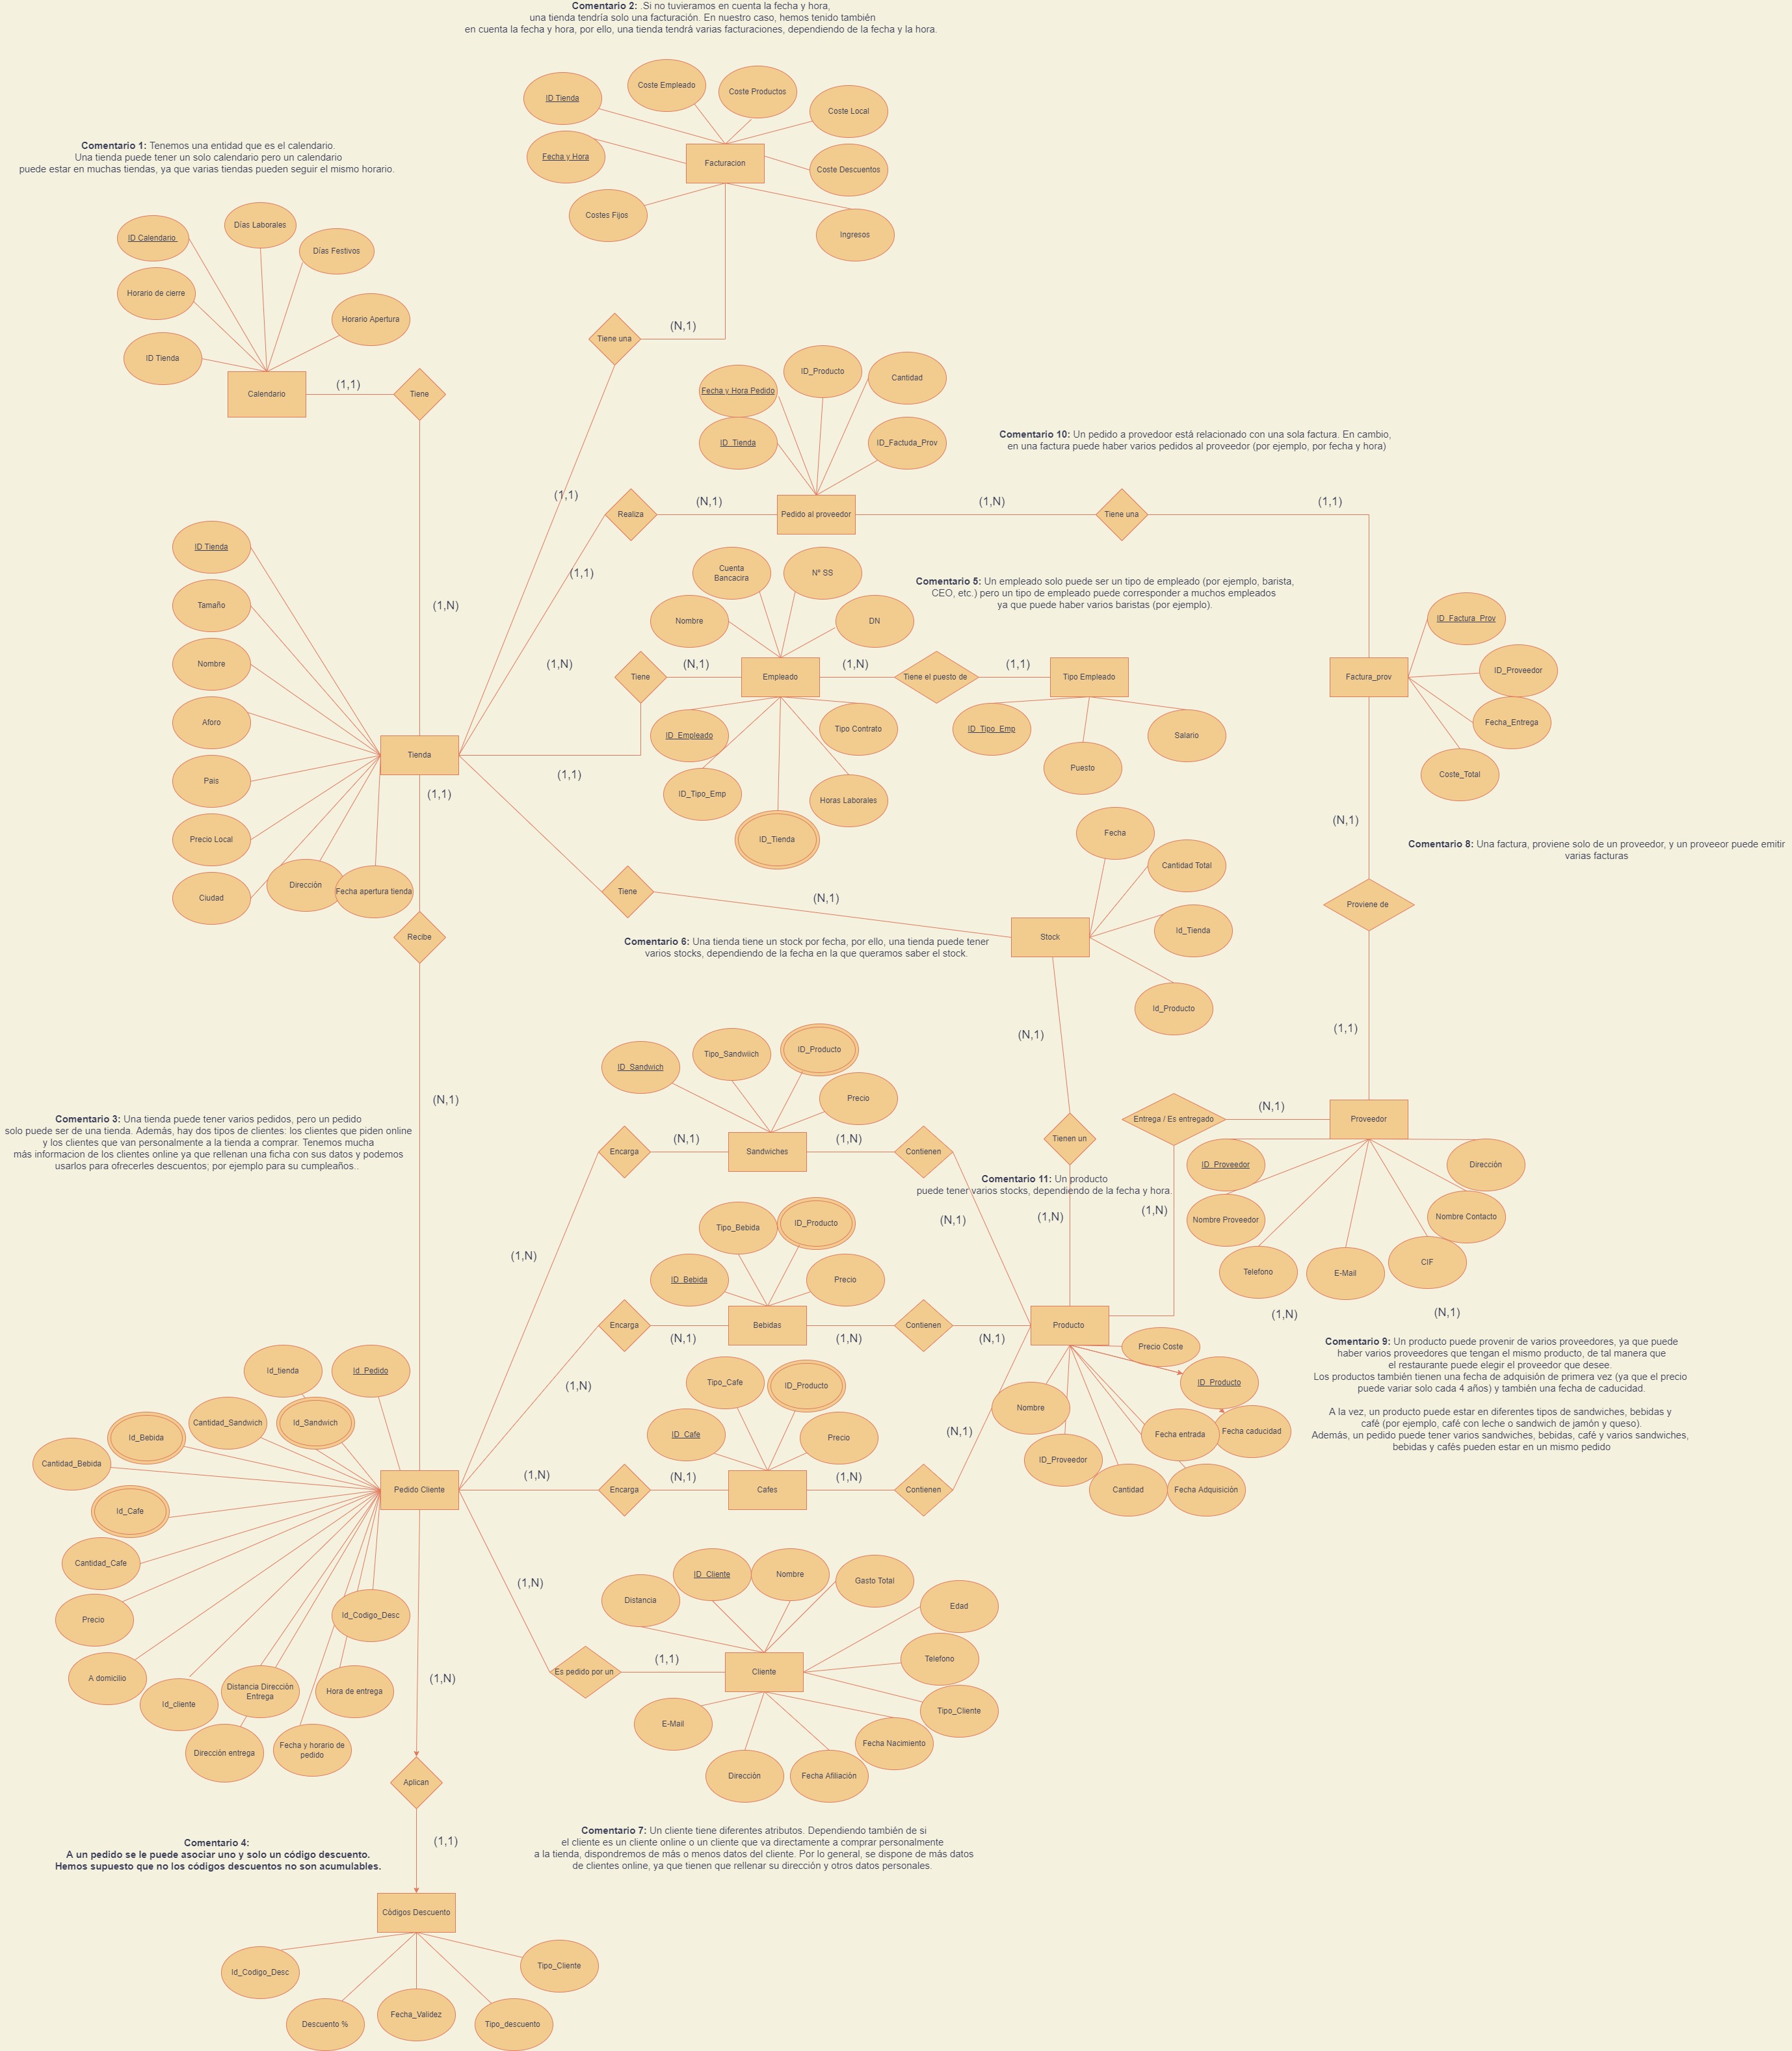 Comentario 2: .Si no tuvieramos en cuenta la fecha y hora,
una tienda tendría solo una facturación. En nuestro caso, hemos tenido también
en cuenta la fecha y hora, por ello, una tienda tendrá varias facturaciones, dependiendo de la fecha y la hora.
ID Tienda
Coste Empleado
Coste Productos
Coste Local
Fecha y Hora
Facturacion
Coste Descuentos
Costes Fijos
Ingresos
Comentario 1: Tenemos una entidad que es el calendario.
Una tienda puede tener un solo calendario pero un calendario
puede estar en muchas tiendas, ya que varias tiendas pueden seguir el mismo horario.
ID Calendario
Días Laborales
Días Festivos
Horario de cierre
Horario Apertura
ID Tienda
Calendario
(1,1)
Tiene
Tiene una
(N,1)
Fecha y Hora Pedido
ID_Producto
Cantidad
ID_Tienda
ID_Factuda_Prov
Comentario 10: Un pedido a provedoor está relacionado con una sola factura. En cambio,
en una factura puede haber varios pedidos al proveedor (por ejemplo, por fecha y hora)
(1,1)
Realiza
(N,1)
Pedido al proveedor
(1,N)
Tiene una
(1,1)
ID Tienda
Tamaño
Nombre
Aforo
Pais
Precio Local
Ciudad
Dirección
Fecha apertura tienda
Tienda
(1,N)
(1,1)
(1,N)
(1,1)
(1,1)
Cuenta
Bancacira
Nº SS
Nombre
DN
Comentario 5: Un empleado solo puede ser un tipo de empleado (por ejemplo, barista,
CEO, etc.) pero un tipo de empleado puede corresponder a muchos empleados
ya que puede haber varios baristas (por ejemplo).
Tiene
(N,1)
Empleado
(1,N)
Tiene el puesto de
(1,1)
Tipo Empleado
ID_Empleado
Tipo Contrato
ID_Tipo_Emp
Horas Laborales
ID_Tienda
ID_Tipo_Emp
Puesto
Salario
Factura_prov
ID_Factura_Prov
ID_Proveedor
Fecha_Entrega
Coste_Total
(N,1)
Comentario 8: Una factura, proviene solo de un proveedor, y un proveeor puede emitir
varias facturas
Proviene de
(1,1)
Recibe
Tiene
(N,1)
Stock
Fecha
Cantidad Total
Id_Tienda
Id_Producto
Comentario 6: Una tienda tiene un stock por fecha, por ello, una tienda puede tener
varios stocks, dependiendo de la fecha en la que queramos saber el stock.
(N,1)
Tienen un
(1,N)
Entrega / Es entregado
(N,1)
(1,N)
Proveedor
ID_Proveedor
Dirección
Nombre Proveedor
Nombre Contacto
Telefono
E-Mail
CIF
(1,N)
(N,1)
Comentario 11: Un producto
puede tener varios stocks, dependiendo de la fecha y hora.
(N,1)
Comentario 3: Una tienda puede tener varios pedidos, pero un pedido
solo puede ser de una tienda. Además, hay dos tipos de clientes: los clientes que piden online
y los clientes que van personalmente a la tienda a comprar. Tenemos mucha
más informacion de los clientes online ya que rellenan una ficha con sus datos y podemos
usarlos para ofrecerles descuentos; por ejemplo para su cumpleaños..
ID_Sandwich
Tipo_Sandwiich
ID_Producto
Precio
Encarga
(N,1)
Sandwiches
(1,N)
Contienen
(1,N)
(N,1)
Tipo_Bebida
ID_Producto
ID_Bebida
Precio
Encarga
(N,1)
Bebidas
(1,N)
Contienen
(N,1)
(1,N)
Producto
Precio Coste
ID_Producto
Nombre
Fecha entrada
Fecha caducidad
ID_Proveedor
Cantidad
Fecha Adquisición
Comentario 9: Un producto puede provenir de varios proveedores, ya que puede
haber varios proveedores que tengan el mismo producto, de tal manera que
el restaurante puede elegir el proveedor que desee.
Los productos también tienen una fecha de adquisión de primera vez (ya que el precio
puede variar solo cada 4 años) y también una fecha de caducidad.
A la vez, un producto puede estar en diferentes tipos de sandwiches, bebidas y
café (por ejemplo, café con leche o sandwich de jamón y queso).
Además, un pedido puede tener varios sandwiches, bebidas, café y varios sandwiches,
bebidas y cafés pueden estar en un mismo pedido
Tipo_Cafe
ID_Producto
ID_Cafe
Precio
(1,N)
Encarga
(N,1)
Cafes
(1,N)
Contienen
(N,1)
Id_tienda
Id_Pedido
Cantidad_Sandwich
Id_Sandwich
Id_Bebida
Cantidad_Bebida
Pedido Cliente
Id_Cafe
Cantidad_Cafe
Precio
Id_Codigo_Desc
A domicilio
Id_cliente
Distancia Dirección
Entrega
Hora de entrega
Dirección entrega
Fecha y horario de
pedido
(1,N)
Es pedido por un
(1,1)
Cliente
Distancia
ID_Cliente
Nombre
Gasto Total
Edad
Telefono
Tipo_Cliente
E-Mail
Fecha Nacimiento
Dirección
Fecha Afiliación
(1,N)
Aplican
(1,1)
Comentario 7: Un cliente tiene diferentes atributos. Dependiendo también de si
el cliente es un cliente online o un cliente que va directamente a comprar personalmente
a la tienda, dispondremos de más o menos datos del cliente. Por lo general, se dispone de más datos
de clientes online, ya que tienen que rellenar su dirección y otros datos personales.
Comentario 4:
A un pedido se le puede asociar uno y solo un código descuento.
Hemos supuesto que no los códigos descuentos no son acumulables.
Códigos Descuento
Id_Codigo_Desc
Tipo_Cliente
Descuento %
Fecha_Validez
Tipo_descuento